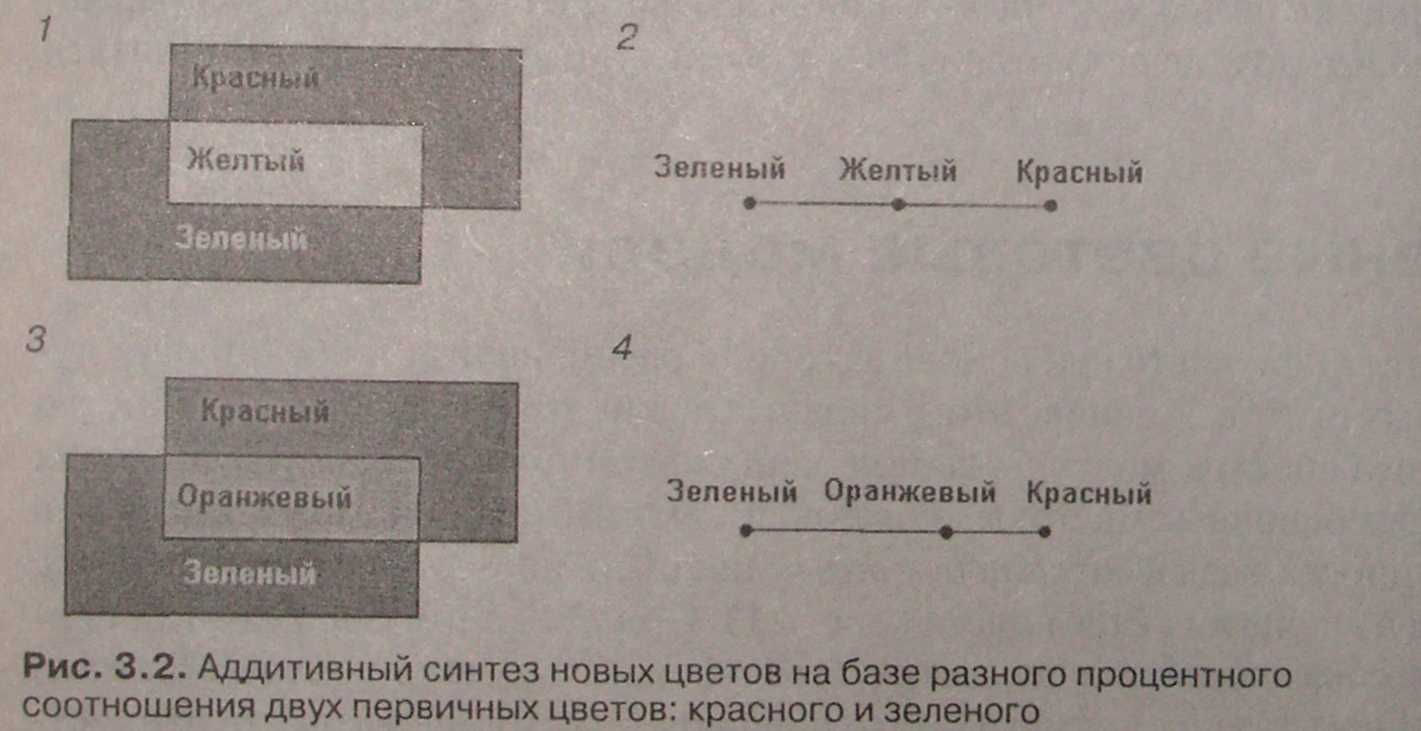 1
Красный
Желтый
Зеленый
2
Зеленый Желтый Красный
3
Красный
Оранжевый
Зеленый
4
Зеленый Оранжевый Красный
Рис. 3.2. Аддитивный синтез новых цветов на базе разного процентного
соотношения двух первичных цветов: красного и зеленого